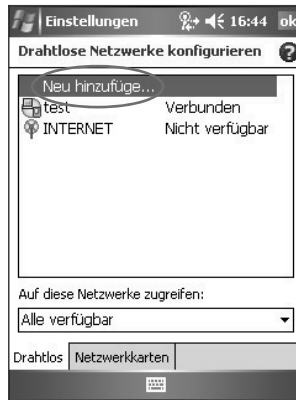 Einstellungen 16:44 ok
Drahtlose Netzwerke konfigurieren ?
Neu hinzufüge...
test Verbunden
INTERNET Nicht verfügbar
Auf diese Netzwerke zugreifen:
Alle verfügbar
Drahtlos Netzwerkkarten